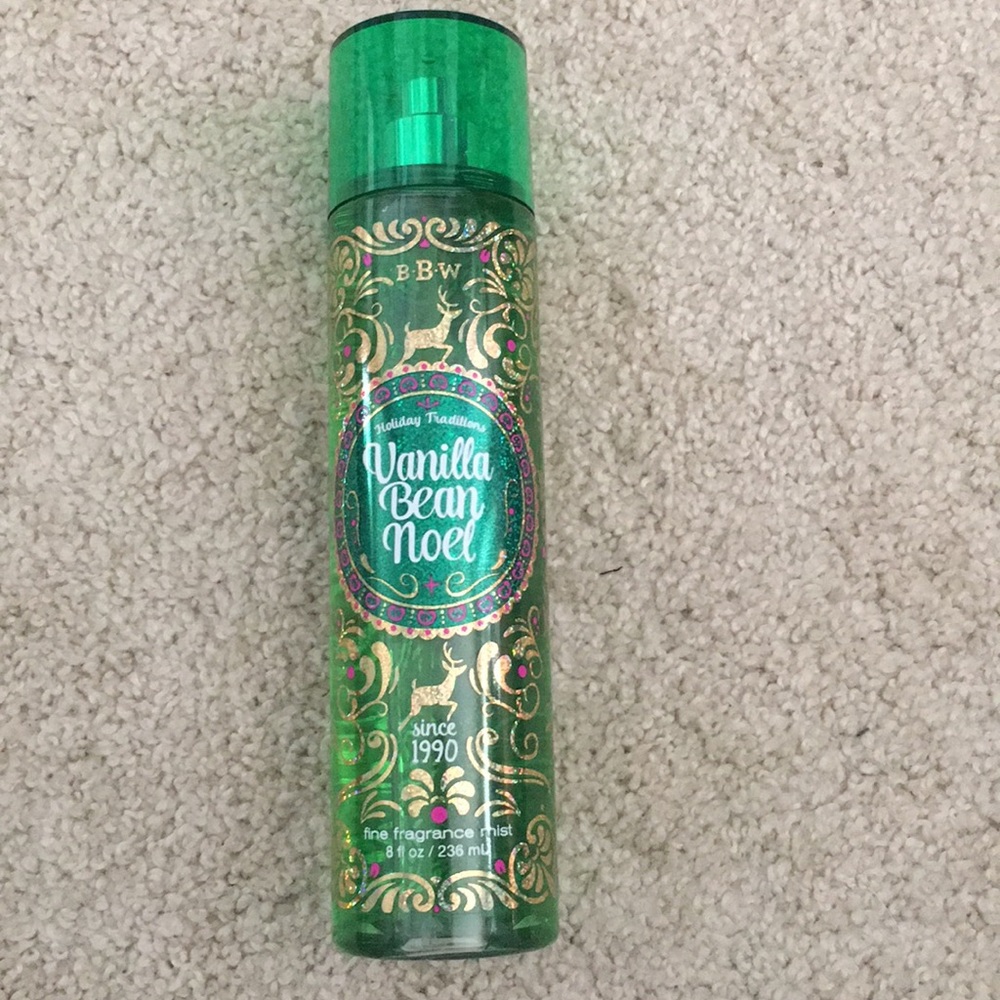 B·B·W
Holiday Traditions
Vanilla
Bean
Noel
since
1990
fine fragrance mist
8 fl oz / 236 mL